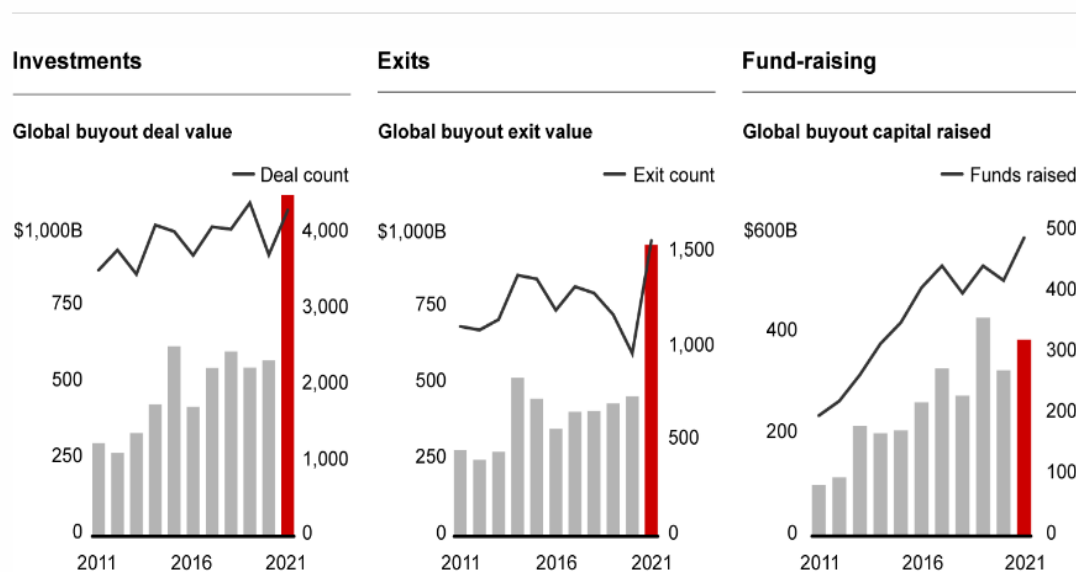 Investments
Global buyout deal value
Deal count
$1,000B
750
500
250
0
4,000
3,000
2,000
1,000
0
2011
2016
2021
Exits
Global buyout exit value
Exit count
$1,000B
750
500
250
0
1,500
1,000
500
0
2011
2016
2021
Fund-raising
Global buyout capital raised
Funds raised
$600B
400
200
0
500
400
300
200
100
0
2011
2016
2021